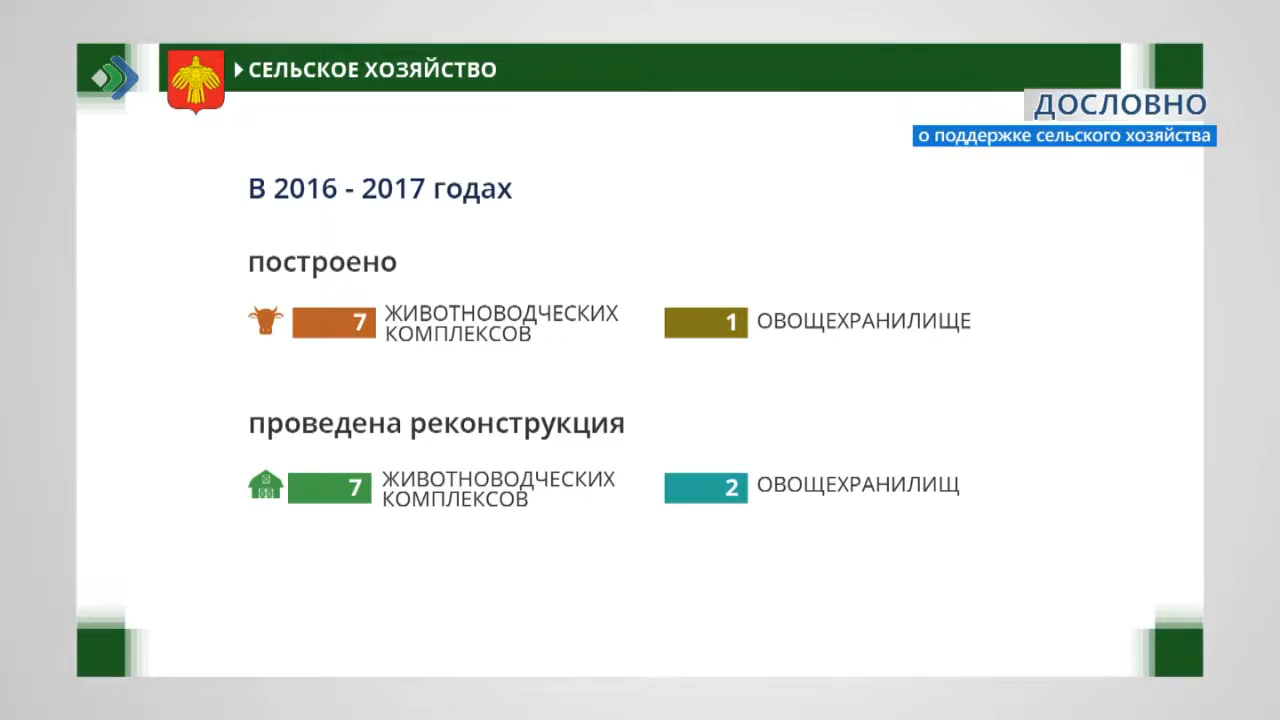 СЕЛЬСКОЕ ХОЗЯЙСТВО
ДОСЛОВНО
о поддержке сельского хозяйства
В 2016 - 2017 годах
построено
7 ЖИВОТНОВОДЧЕСКИХ
КОМПЛЕКСОВ
1 ОВОЩЕХРАНИЛИЩЕ
проведена реконструкция
7 ЖИВОТНОВОДЧЕСКИХ
КОМПЛЕКСОВ
2 ОВОЩЕХРАНИЛИЩ